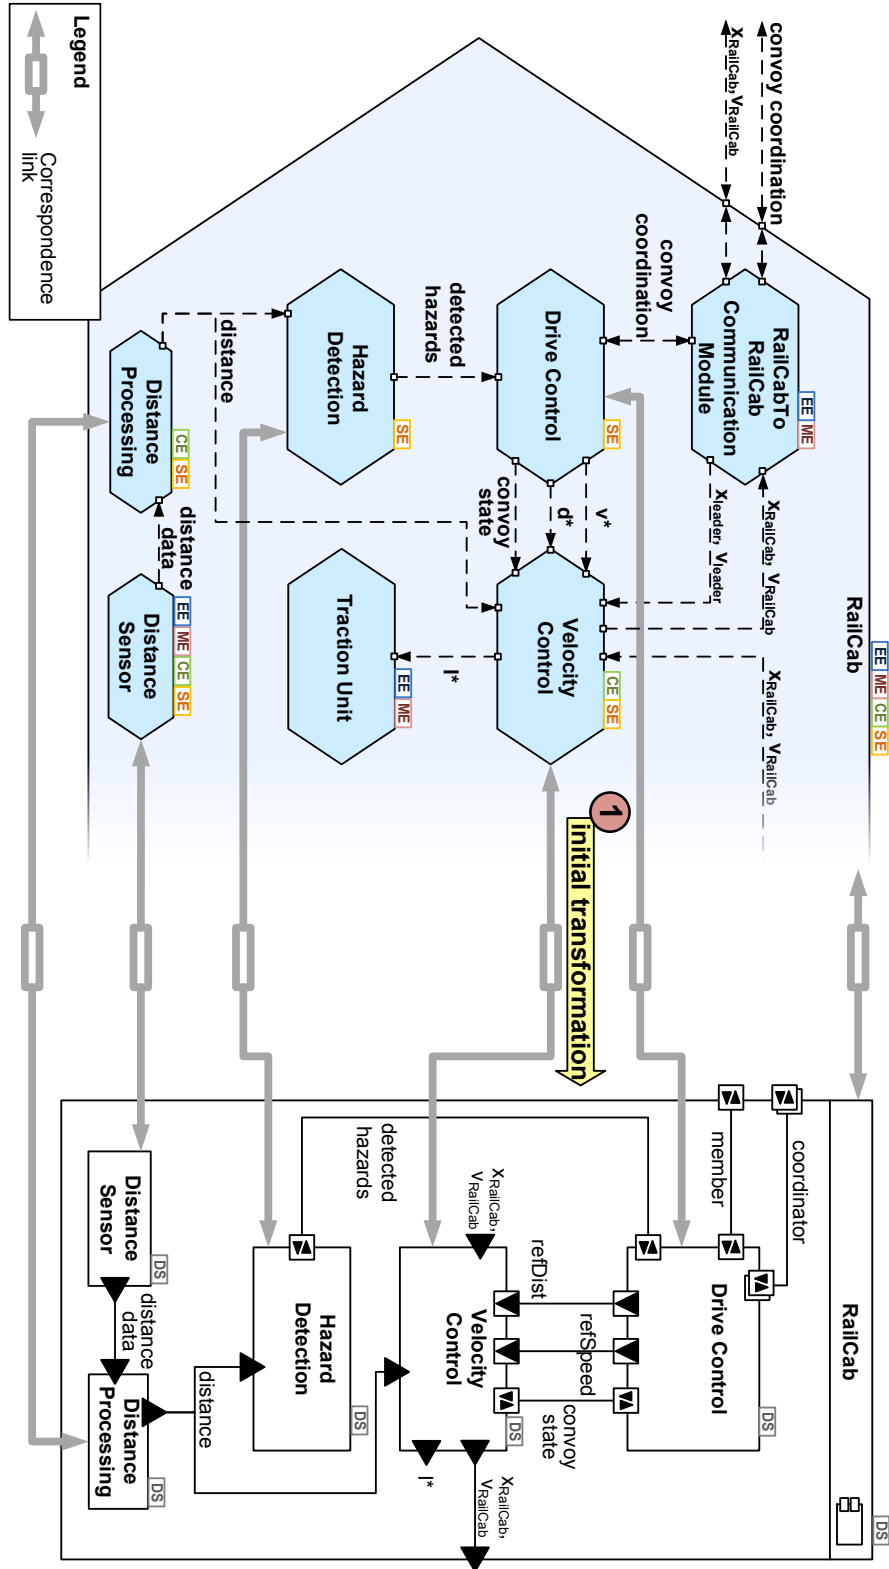 RailCab
EE
ME
CE
SE
convoy coordination
xRailCab, vRailCab
RailCabTo
RailCab
Communication
Module
EE
ME
xRailCab, vRailCab
xleader, vleader
xRailCab, vRailCab
convoy
coordination
Drive Control
SE
v*
d*
convoy
state
Velocity
Control
CE
SE
detected
hazards
Hazard
Detection
SE
I*
Traction Unit
EE
ME
distance
Distance
Processing
CE
SE
distance
data
Distance
Sensor
EE
ME
CE
SE
Legend
Correspondence
link
1
initial transformation
RailCab
DS
coordinator
member
Drive Control
DS
refDist
refSpeed
convoy
state
detected
hazards
xRailCab,
vRailCab
Velocity
Control
DS
I*
xRailCab,
vRailCab
Hazard
Detection
DS
distance
Distance
Sensor
DS
distance
data
Distance
Processing
DS